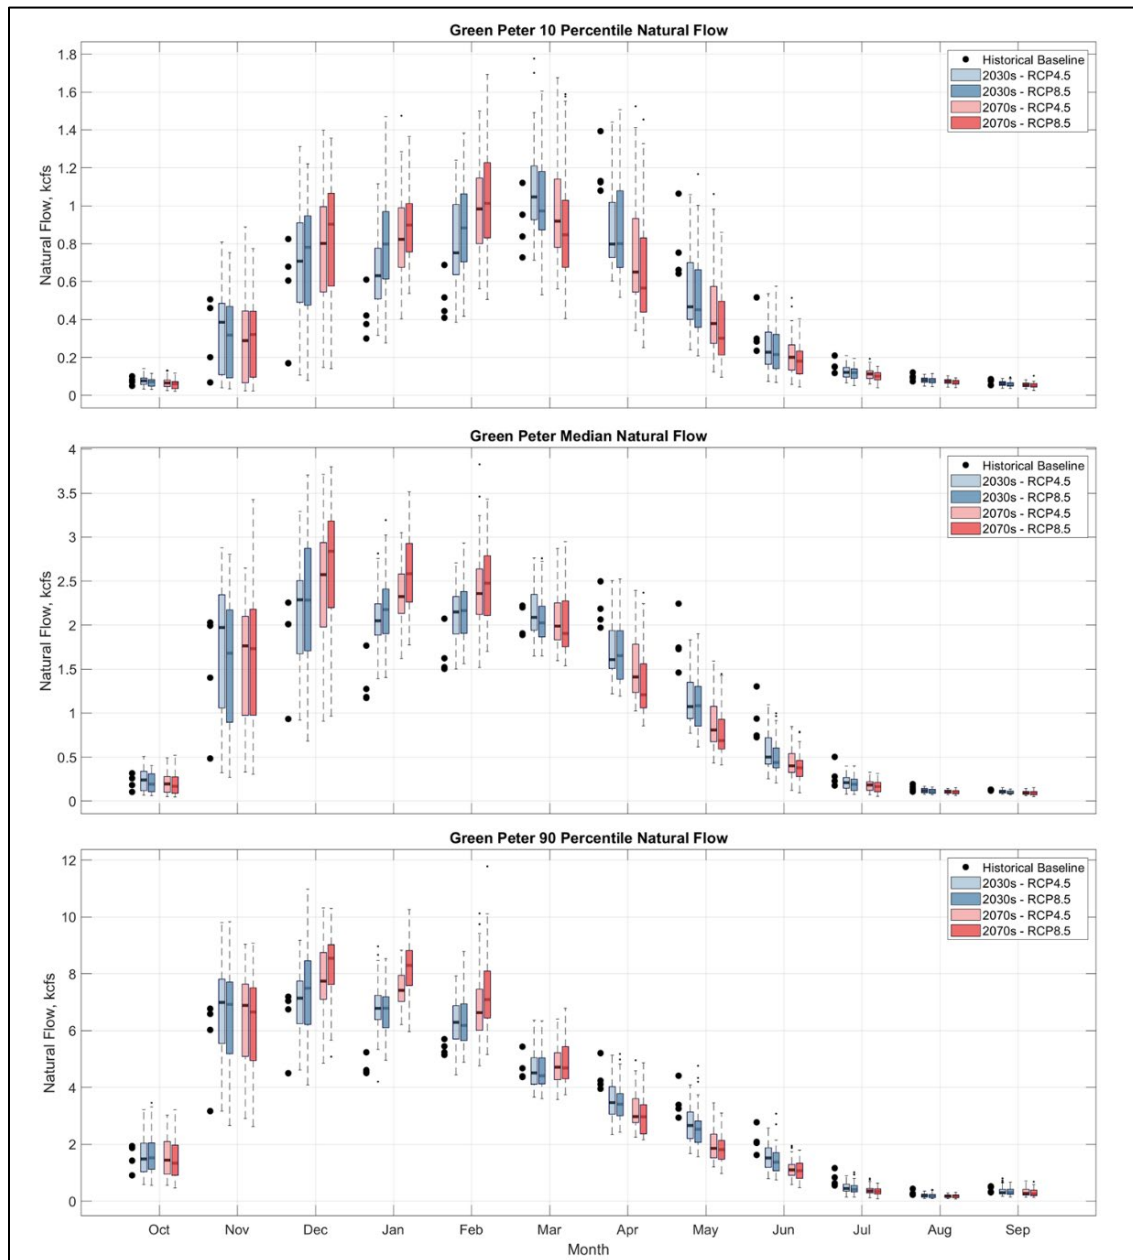 Green Peter 10 Percentile Natural Flow
Natural Flow, kcfs
1.8
1.6
1.4
1.2
1
0.8
0.6
0.4
0.2
0
Historical Baseline
2030s - RCP4.5
2030s - RCP8.5
2070s - RCP4.5
2070s - RCP8.5
Green Peter Median Natural Flow
Natural Flow, kcfs
4
3.5
3
2.5
2
1.5
1
0.5
0
Historical Baseline
2030s - RCP4.5
2030s - RCP8.5
2070s - RCP4.5
2070s - RCP8.5
Green Peter 90 Percentile Natural Flow
Natural Flow, kcfs
12
10
8
6
4
2
0
Historical Baseline
2030s - RCP4.5
2030s - RCP8.5
2070s - RCP4.5
2070s - RCP8.5
Oct Nov Dec Jan Feb Mar Apr May Jun Jul Aug Sep
Month